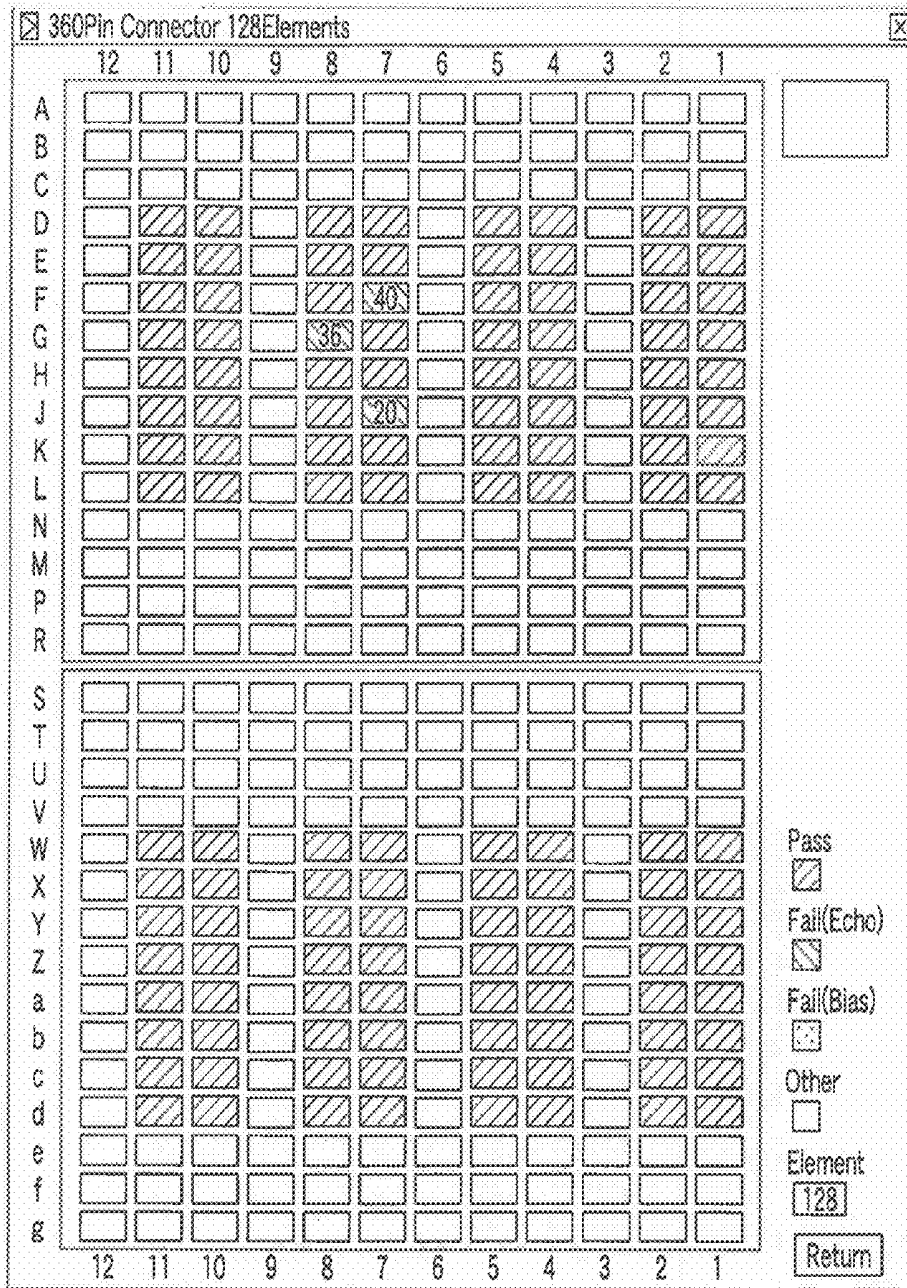 360Pin Connector 128Elements
12 11 10 9 8 7 6 5 4 3 2 1
A
B
C
D
E
F 40
G 36
H
J 20
K
L
N
M
P
R
S
T
U
V
W
X
Y
Z
a
b
c
d
e
f
g
12 11 10 9 8 7 6 5 4 3 2 1
Pass
Fail(Echo)
Fail(Bias)
Other
Element
128
Return